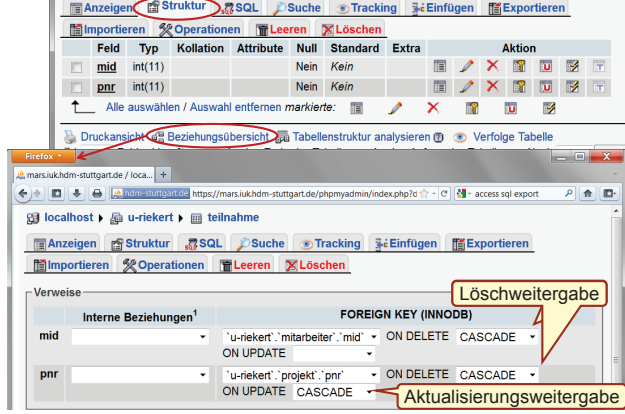 Anzeigen Struktur SQL Suche Tracking Einfügen Exportieren
Importieren Operationen Leeren Löschen
Feld Typ Kollation Attribute Null Standard Extra Aktion
mid int(11) Nein Kein
pnr int(11) Nein Kein
Alle auswählen / Auswahl entfernen markierte:
Druckansicht Beziehungsübersicht Tabellenstruktur analysieren Verfolge Tabelle
Firefox
mars.iuk.hdm-stuttgart.de / loca...
hdm-stuttgart.de https://mars.iuk.hdm-stuttgart.de/phpmyadmin/index.php?d access sql export
localhost u-riekert teilnahme
Anzeigen Struktur SQL Suche Tracking Einfügen Exportieren
Importieren Operationen Leeren Löschen
Verweise
Löschweitergabe
Interne Beziehungen1 FOREIGN KEY (INNODB)
mid `u-riekert`.`mitarbeiter`.`mid` ON DELETE CASCADE
ON UPDATE
pnr `u-riekert`.`projekt`.`pnr` ON DELETE CASCADE
ON UPDATE CASCADE
Aktualisierungsweitergabe